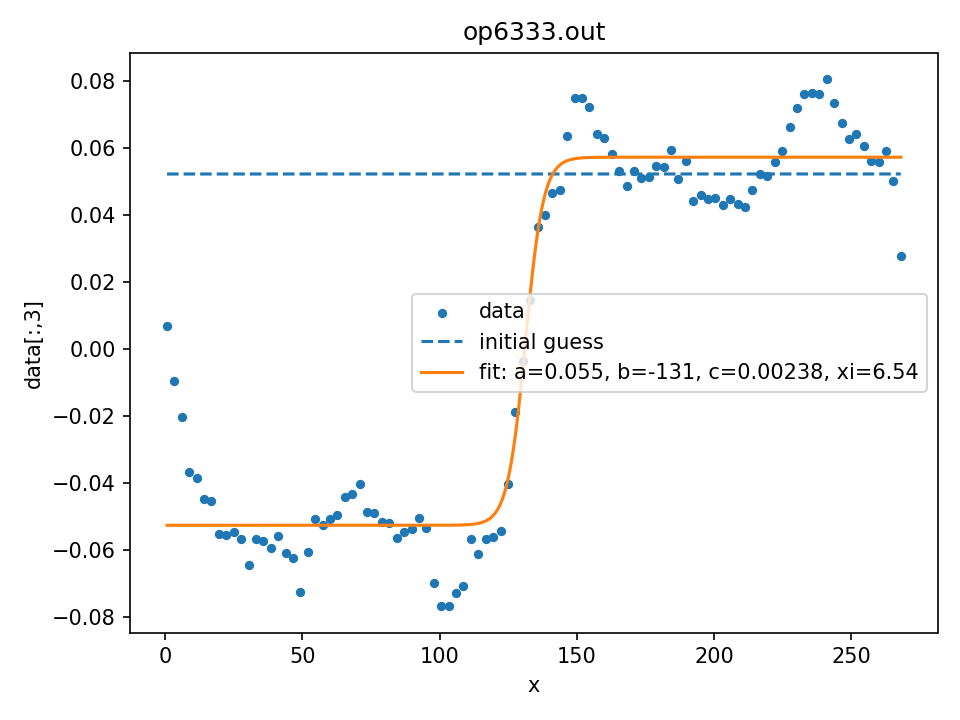 op6333.out
0.08
0.06
0.04
0.02
0.00
−0.02
−0.04
−0.06
−0.08
data[:,3]
data
initial guess
fit: a=0.055, b=-131, c=0.00238, xi=6.54
0 50 100 150 200 250
x